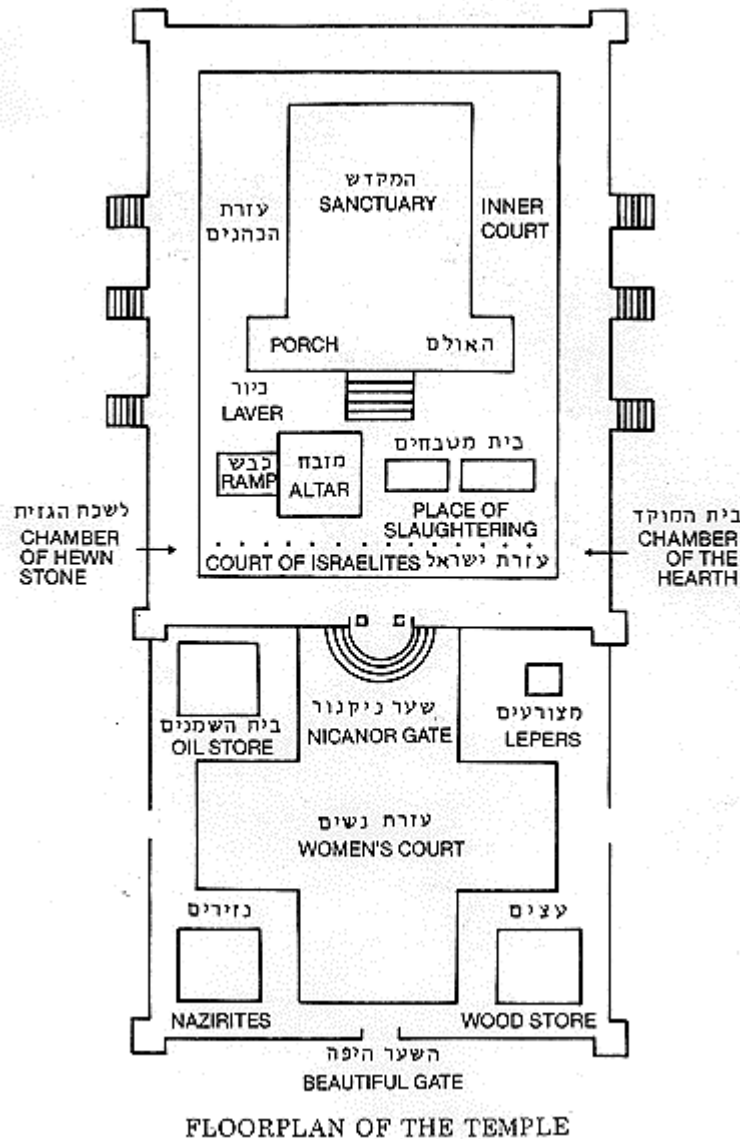 המקדש
SANCTUARY
עזרת
הכהנים
INNER
COURT
PORCH
האולם
כיור
LAVER
כבש
RAMP
מזבח
ALTAR
בית מטבחים
PLACE OF
SLAUGHTERING
לשכת הגזית
CHAMBER
OF HEWN
STONE
בית המוקד
CHAMBER
OF THE
HEARTH
COURT OF ISRAELITES עזרת ישראל
שער ניקנור
NICANOR GATE
בית השמנים
OIL STORE
מצורעים
LEPERS
עזרת נשים
WOMEN'S COURT
נזירים
NAZIRITES
עצים
WOOD STORE
השער היפה
BEAUTIFUL GATE
FLOORPLAN OF THE TEMPLE